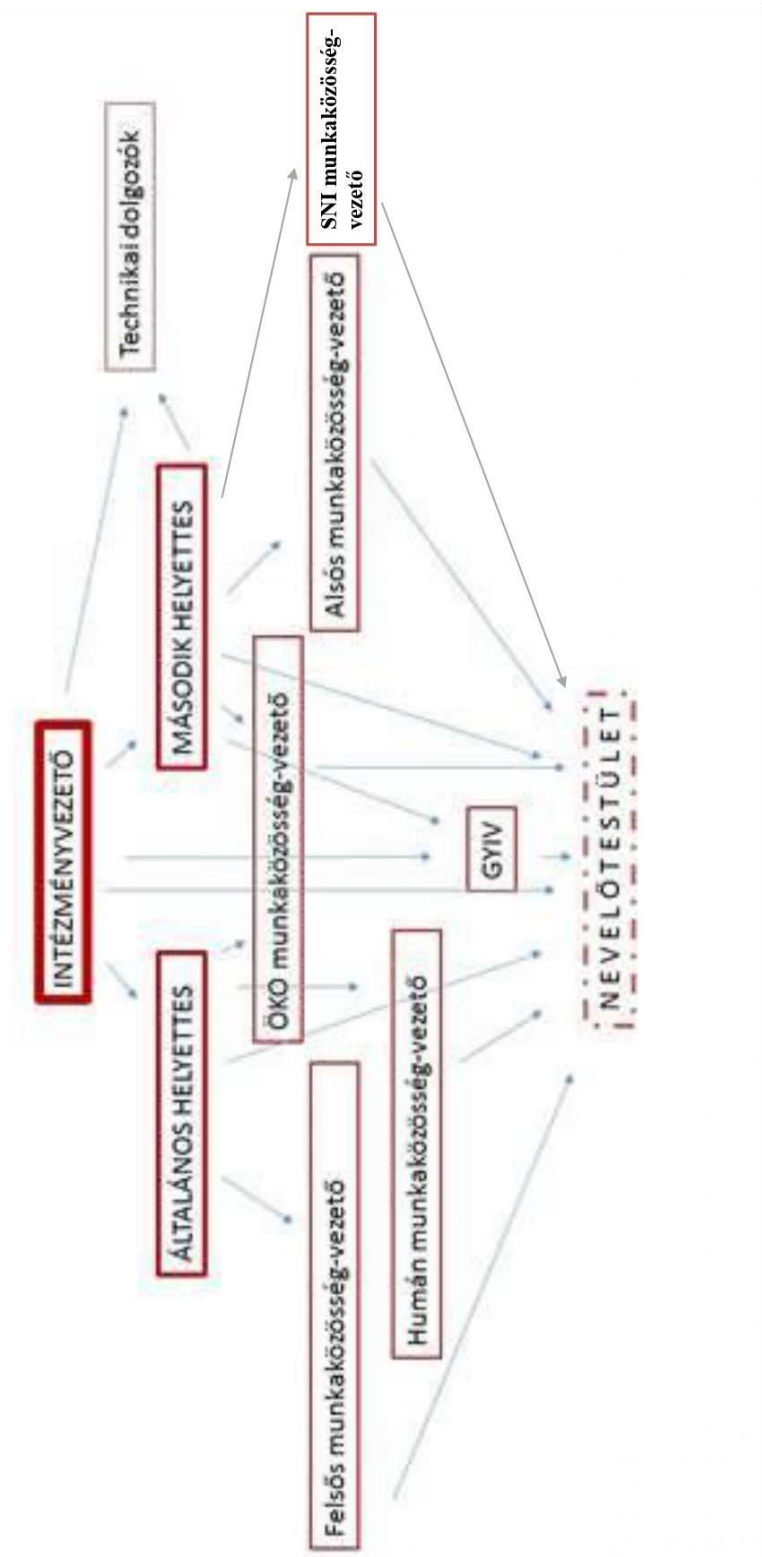 INTÉZMÉNYVEZETŐ
Technikai dolgozók
ÁLTALÁNOS HELYETTES
MÁSODIK HELYETTES
ÖKO munkaközösség-vezető
Felsős munkaközösség-vezető
Alsós munkaközösség-vezető
SNI munkaközösség-
vezető
Humán munkaközösség-vezető
GYIV
NEVELŐTESTÜLET